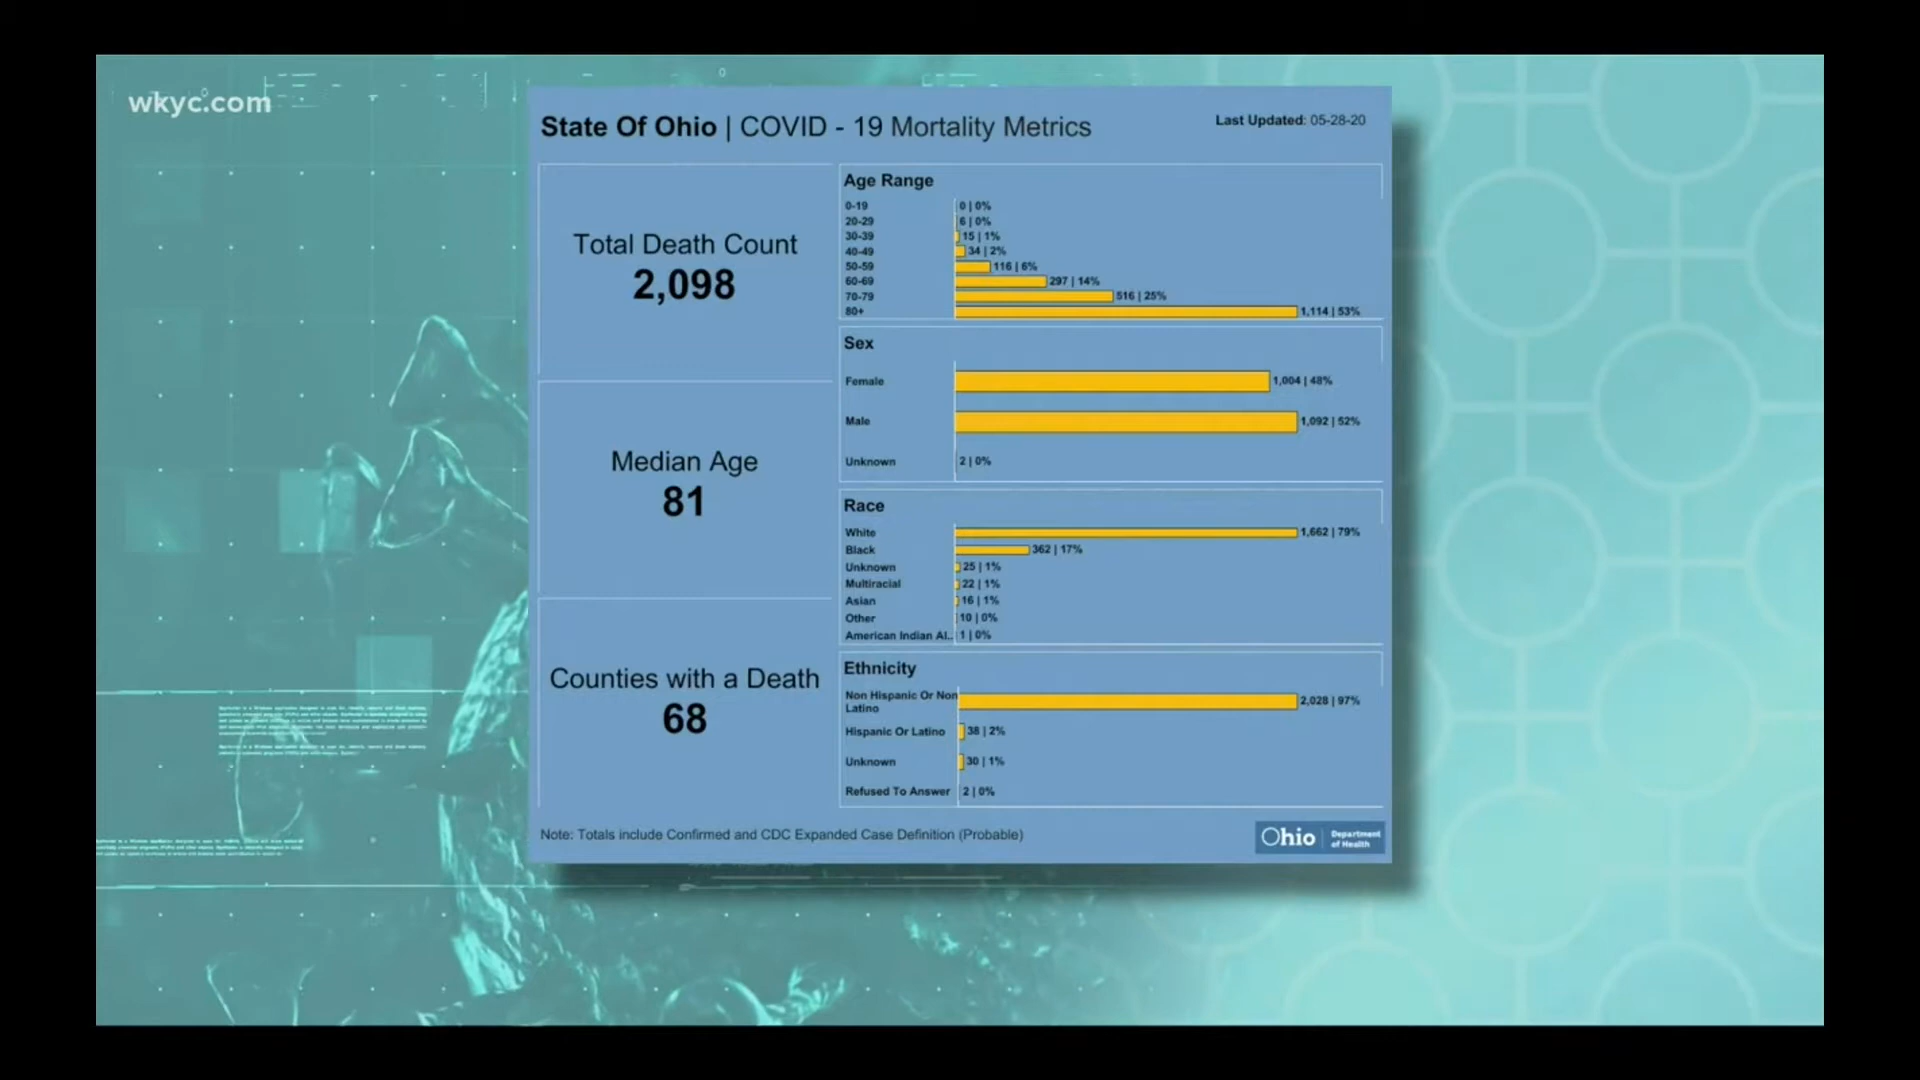 wkyc.com
State Of Ohio | COVID - 19 Mortality Metrics
Last Updated: 05-28-20
Total Death Count
2,098
Median Age
81
Counties with a Death
68
Age Range
0-19 0 | 0%
20-29 6 | 0%
30-39 15 | 1%
40-49 34 | 2%
50-59 116 | 6%
60-69 297 | 14%
70-79 516 | 25%
80+ 1,114 | 53%
Sex
Female 1,004 | 48%
Male 1,092 | 52%
Unknown 2 | 0%
Race
White 1,662 | 79%
Black 362 | 17%
Unknown 25 | 1%
Multiracial 22 | 1%
Asian 16 | 1%
Other 10 | 0%
American Indian Al... 1 | 0%
Ethnicity
Non Hispanic Or Non
Latino 2,028 | 97%
Hispanic Or Latino 38 | 2%
Unknown 30 | 1%
Refused To Answer 2 | 0%
Note: Totals include Confirmed and CDC Expanded Case Definition (Probable)
Ohio Department
of Health